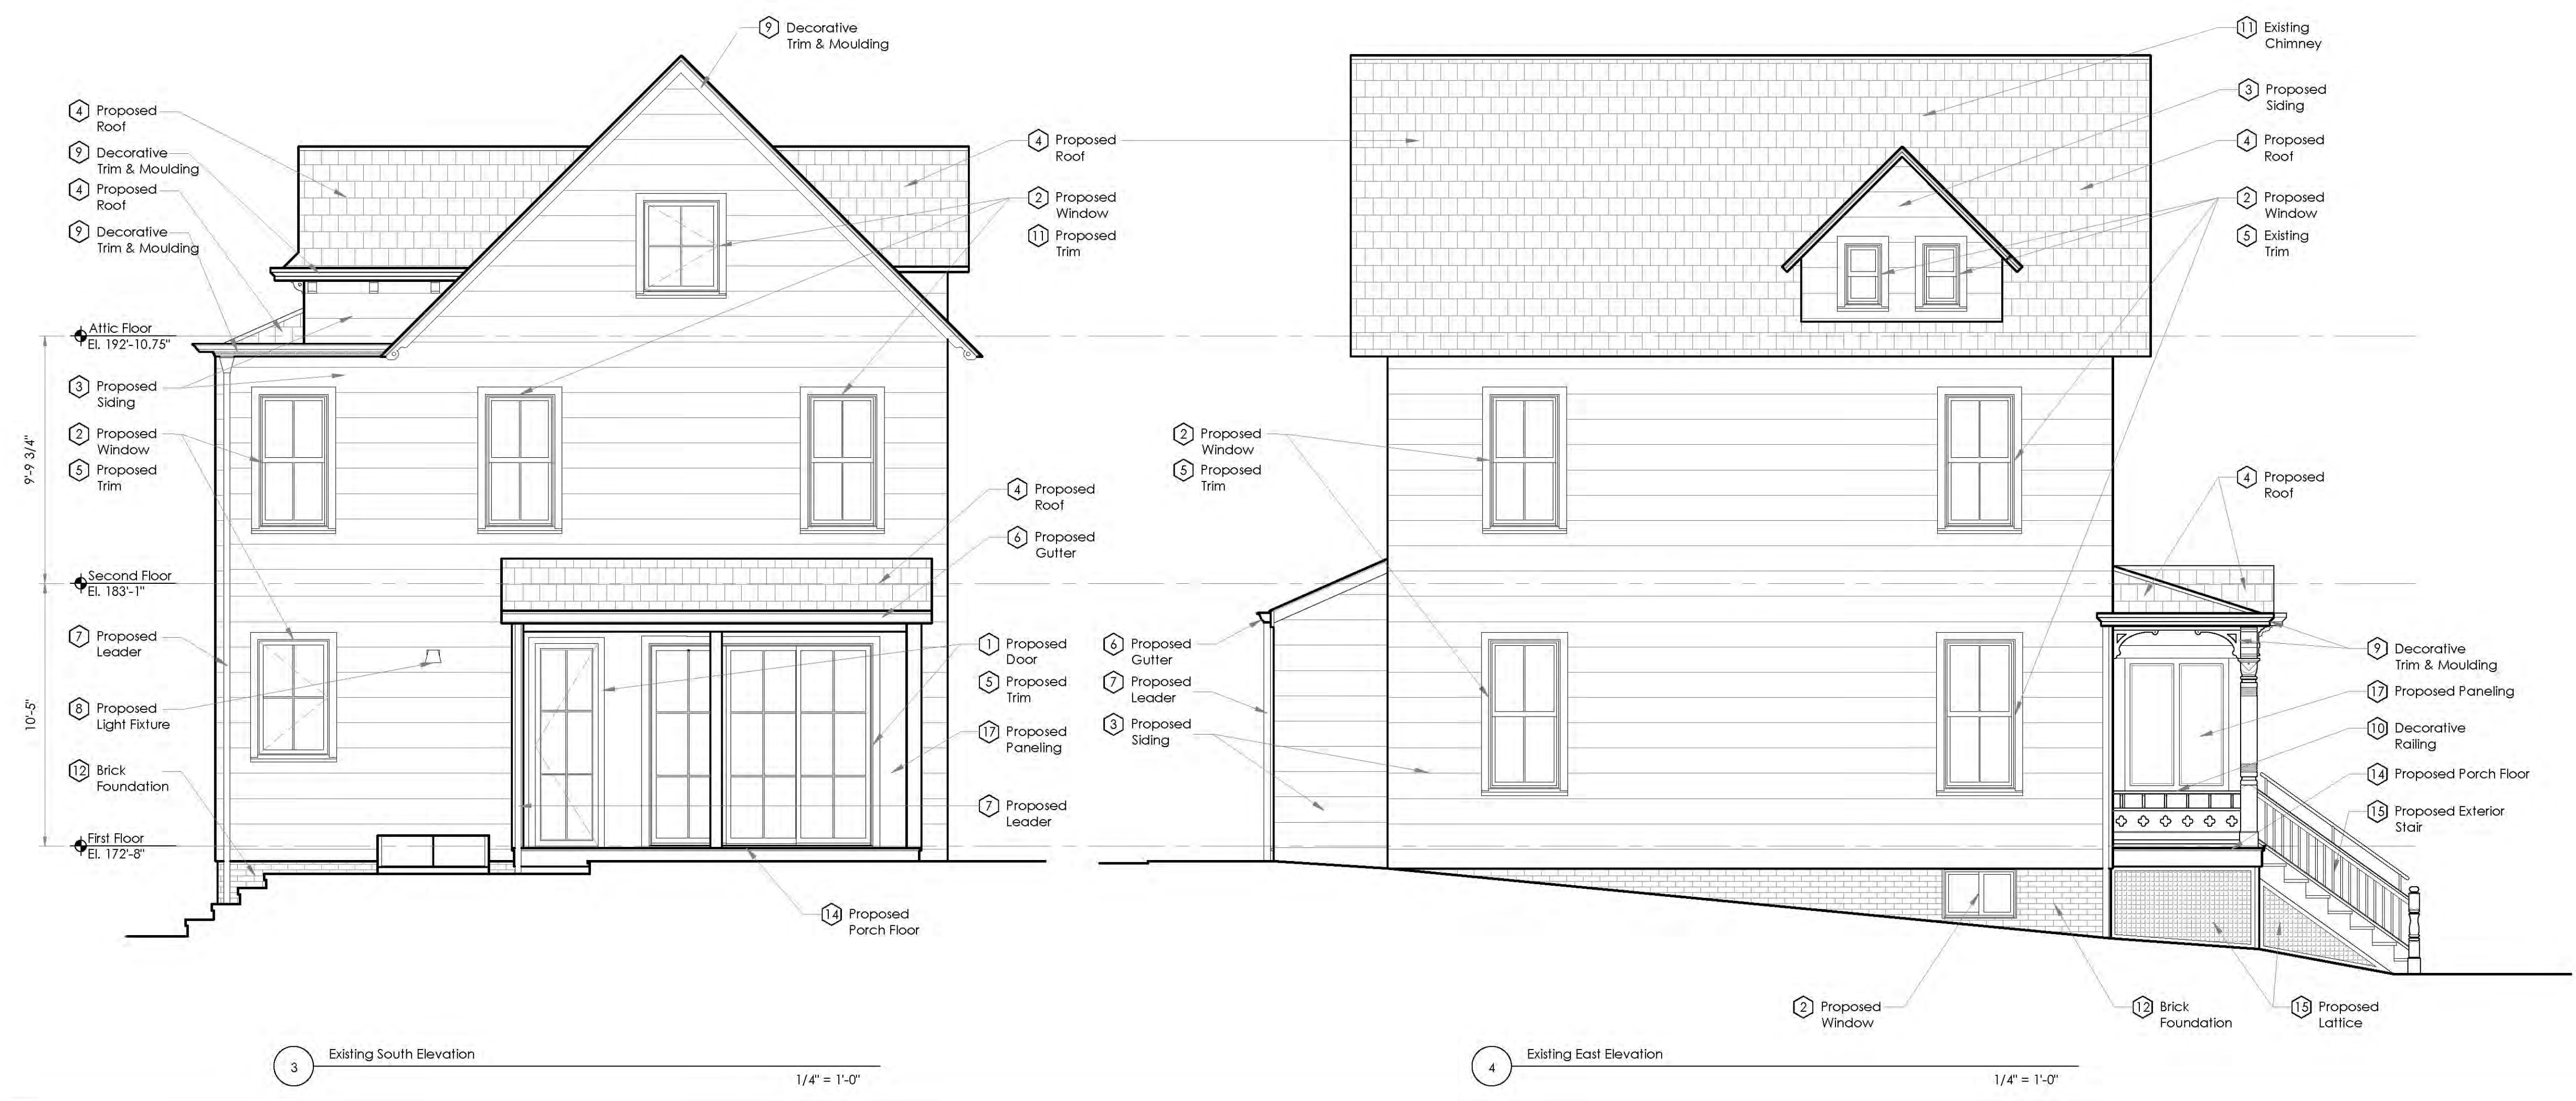 9 Decorative
Trim & Moulding
4 Proposed
Roof
9 Decorative
Trim & Moulding
4 Proposed
Roof
9 Decorative
Trim & Moulding
Attic Floor
El. 192'-10.75"
3 Proposed
Siding
2 Proposed
Window
5 Proposed
Trim
9'-9 3/4"
Second Floor
El. 183'-1"
7 Proposed
Leader
8 Proposed
Light Fixture
10'-5"
12 Brick
Foundation
First Floor
El. 172'-8"
4 Proposed
Roof
2 Proposed
Window
11 Proposed
Trim
4 Proposed
Roof
6 Proposed
Gutter
1 Proposed
Door
5 Proposed
Trim
17 Proposed
Paneling
7 Proposed
Leader
14 Proposed
Porch Floor
3 Existing South Elevation
1/4" = 1'-0"
2 Proposed
Window
5 Proposed
Trim
6 Proposed
Gutter
7 Proposed
Leader
3 Proposed
Siding
11 Existing
Chimney
3 Proposed
Siding
4 Proposed
Roof
2 Proposed
Window
5 Existing
Trim
4 Proposed
Roof
9 Decorative
Trim & Moulding
17 Proposed Paneling
10 Decorative
Railing
14 Proposed Porch Floor
15 Proposed Exterior
Stair
2 Proposed
Window
12 Brick
Foundation
15 Proposed
Lattice
4 Existing East Elevation
1/4" = 1'-0"